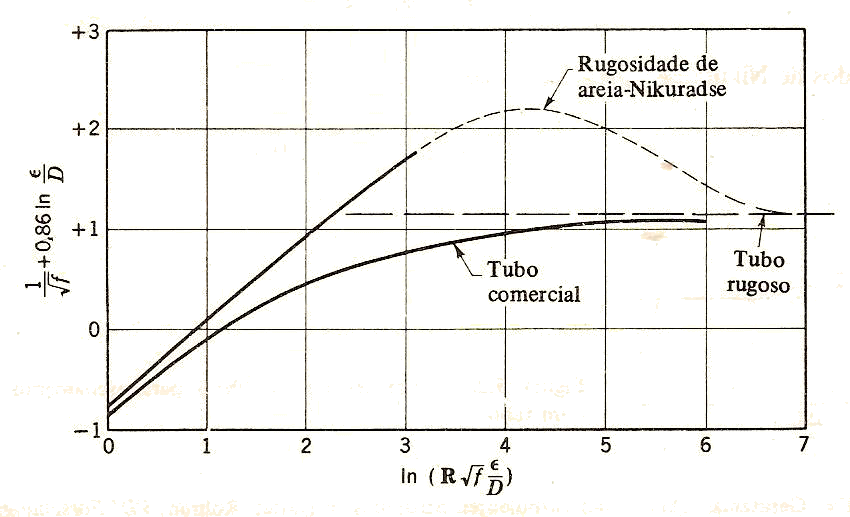 +3
+2
+1
0
−1
1/√f + 0,86 ln ϵ/D
Rugosidade de
areia-Nikuradse
Tubo
comercial
Tubo
rugoso
0 1 2 3 4 5 6 7
ln (R√f ϵ/D)